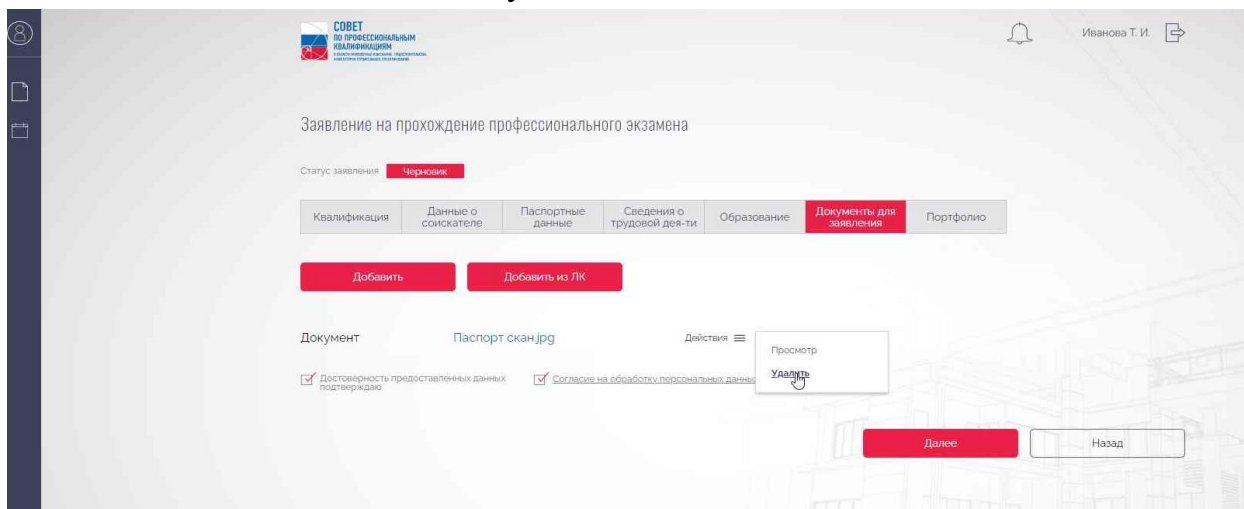 СОВЕТ
ПО ПРОФЕССИОНАЛЬНЫМ
КВАЛИФИКАЦИЯМ
Иванова Т. И.
Заявление на прохождение профессионального экзамена
Статус заявления Черновик
Квалификация
Данные о
соискателе
Паспортные
данные
Сведения о
трудовой дея-ти
Образование
Документы для
заявления
Портфолио
Добавить
Добавить из ЛК
Документ Паспорт скан.jpg Действия
Просмотр
Удалить
Достоверность предоставленных данных
подтверждаю
Согласие на обработку персональных данны
Далее
Назад